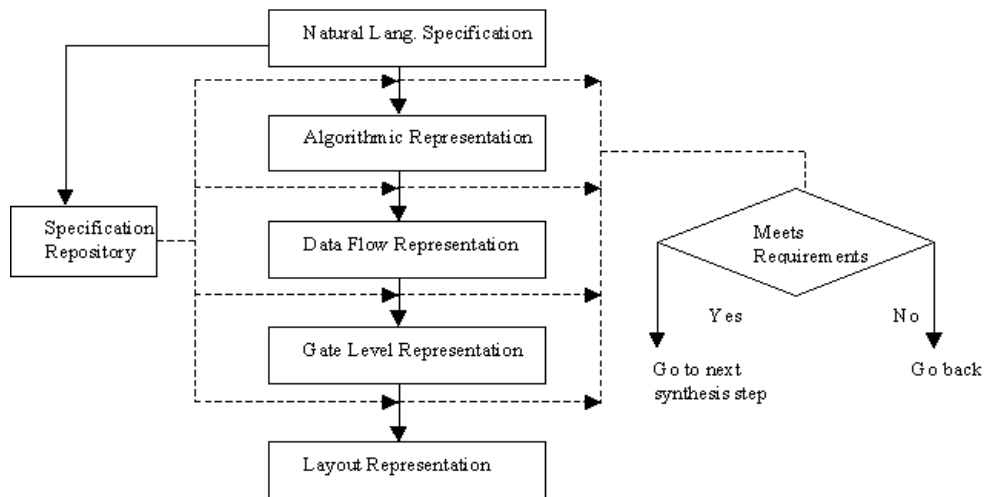 Natural Lang. Specification
Algorithmic Representation
Specification
Repository
Data Flow Representation
Meets
Requirements
Yes
No
Gate Level Representation
Go to next
synthesis step
Go back
Layout Representation